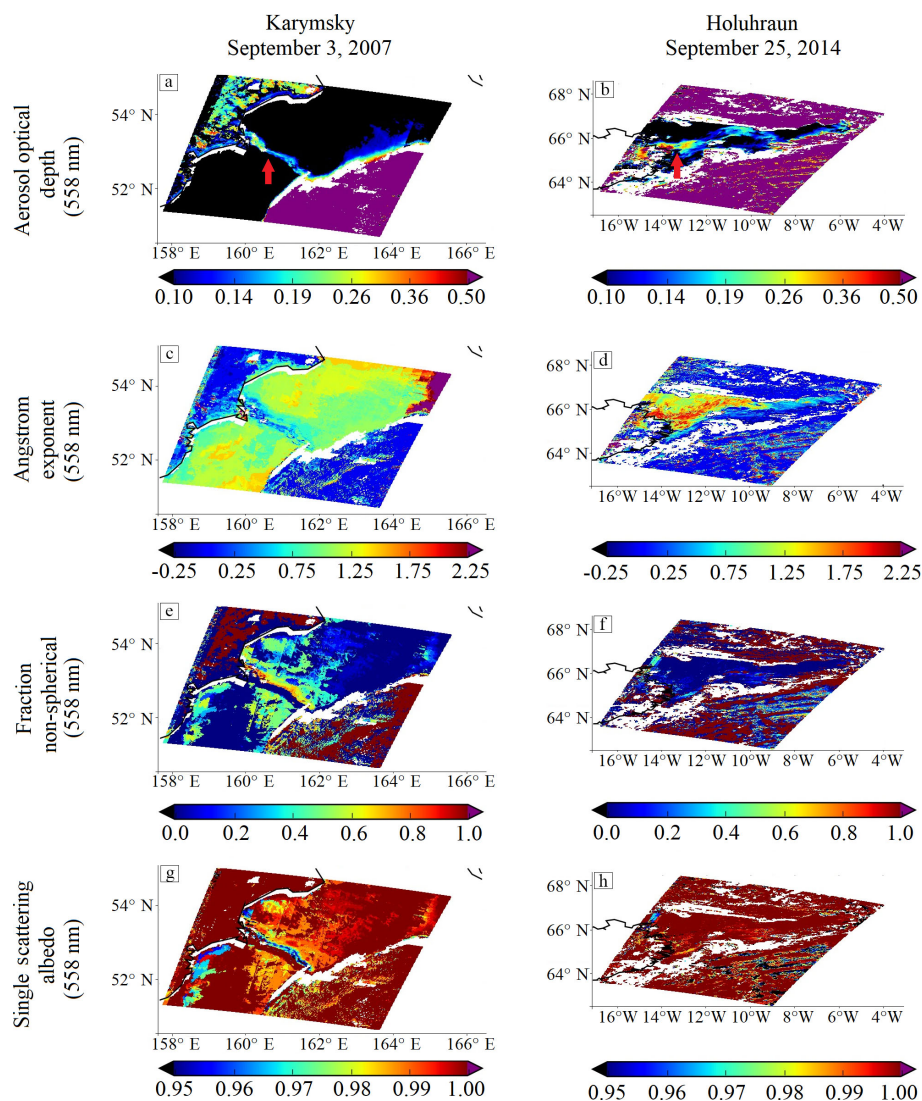 Karymsky
September 3, 2007
Holuhraun
September 25, 2014
Aerosol optical
depth
(558 nm)
a
54° N
52° N
158° E 160° E 162° E 164° E 166° E
0.10 0.14 0.19 0.26 0.36 0.50
b
68° N
66° N
64° N
16°W 14°W 12°W 10°W 8°W 6°W 4°W
0.10 0.14 0.19 0.26 0.36 0.50
Angstrom
exponent
(558 nm)
c
54° N
52° N
158° E 160° E 162° E 164° E 166° E
-0.25 0.25 0.75 1.25 1.75 2.25
d
68° N
66° N
64° N
16°W 14°W 12°W 10°W 8°W 6°W 4°W
-0.25 0.25 0.75 1.25 1.75 2.25
Fraction
non-spherical
(558 nm)
e
54° N
52° N
158° E 160° E 162° E 164° E 166° E
0.0 0.2 0.4 0.6 0.8 1.0
f
68° N
66° N
64° N
16°W 14°W 12°W 10°W 8°W 6°W 4°W
0.0 0.2 0.4 0.6 0.8 1.0
Single scattering
albedo
(558 nm)
g
54° N
52° N
158° E 160° E 162° E 164° E 166° E
0.95 0.96 0.97 0.98 0.99 1.00
h
68° N
66° N
64° N
16°W 14°W 12°W 10°W 8°W 6°W 4°W
0.95 0.96 0.97 0.98 0.99 1.00